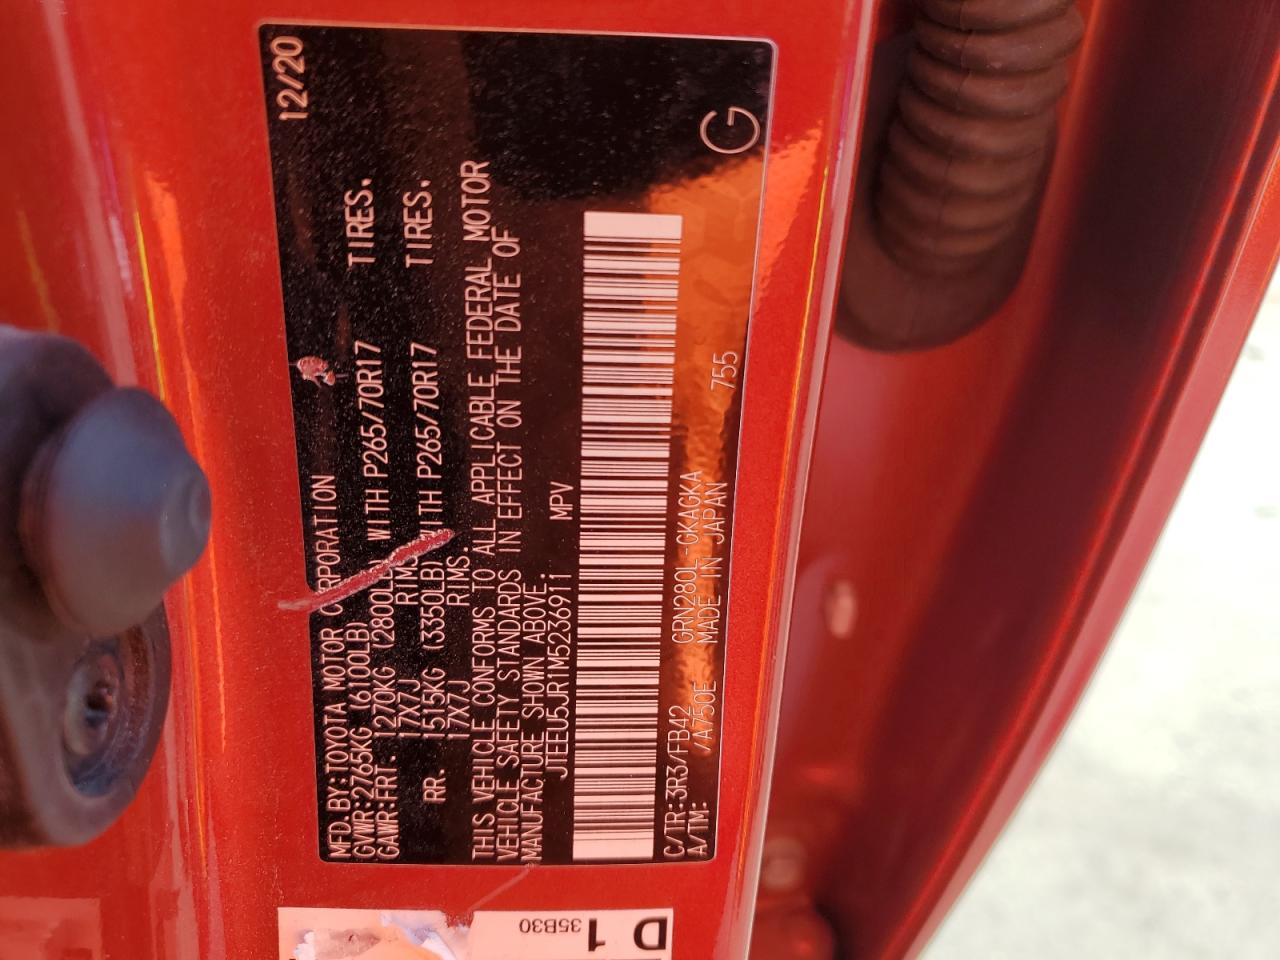 12/20
MFD.BY:TOYOTA MOTOR CORPORATION
GVWR:2765KG (6100LB)
GAWR:FRT. 1270KG (2800LB) WITH P265/70R17 TIRES.
17X7J RIMS
RR. 1515KG (3350LB) WITH P265/70R17 TIRES.
17X7J RIMS.
THIS VEHICLE CONFORMS TO ALL APPLICABLE FEDERAL MOTOR
VEHICLE SAFETY STANDARDS IN EFFECT ON THE DATE OF
MANUFACTURE SHOWN ABOVE.
JTEEU5JR1M5236911 MPV
C/TR:3R3/FB42 GRN280L-GKAGKA 755
A/TM: /A750E MADE IN JAPAN
G
D 1
35B30